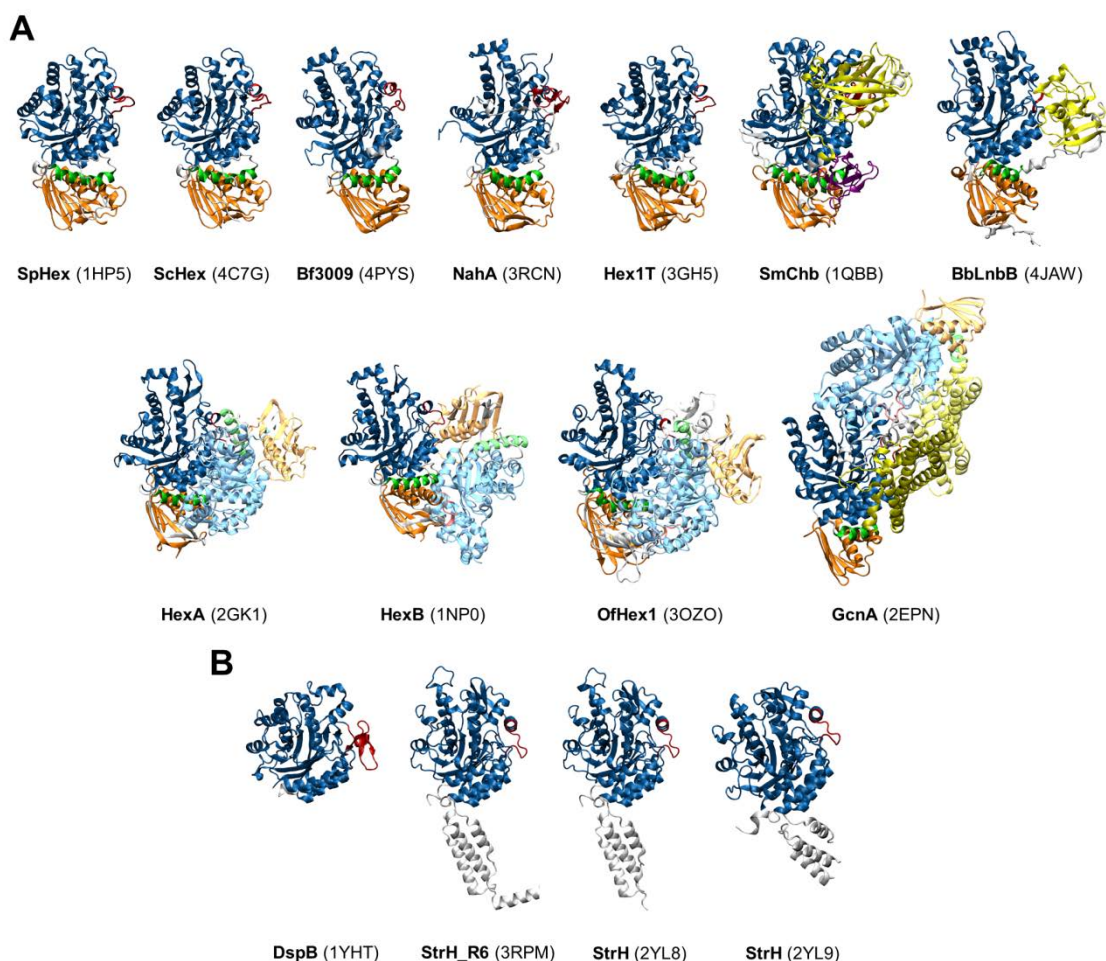 A
SpHex (1HP5) ScHex (4C7G) Bf3009 (4PYS) NahA (3RCN) Hex1T (3GH5) SmChb (1QBB) BbLnbB (4JAW)
HexA (2GK1) HexB (1NP0) OfHex1 (3OZO) GcnA (2EPN)
B
DspB (1YHT) StrH_R6 (3RPM) StrH (2YL8) StrH (2YL9)